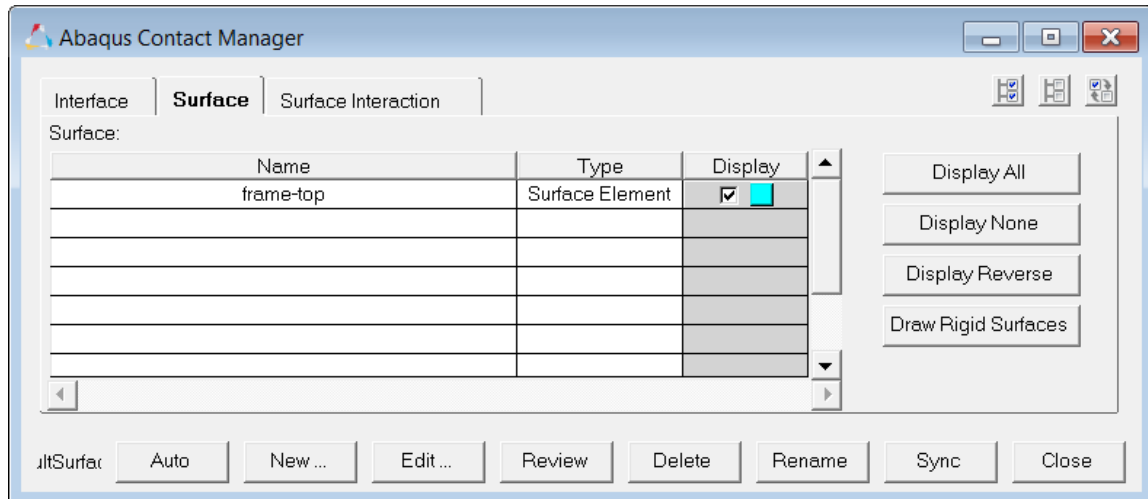 Abaqus Contact Manager
Interface Surface Surface Interaction
Surface:
Name Type Display
frame-top Surface Element
Display All
Display None
Display Reverse
Draw Rigid Surfaces
ultSurfac Auto New ... Edit ... Review Delete Rename Sync Close